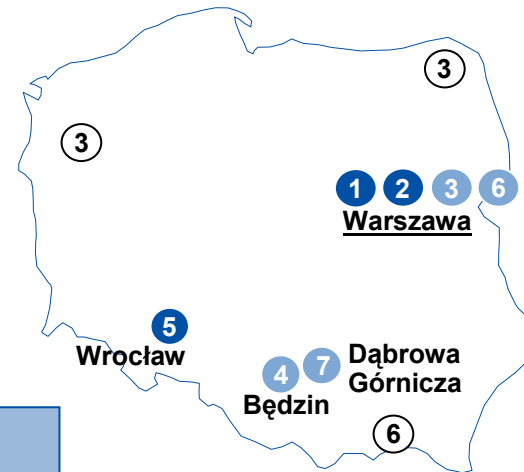 3
3
1 2 3 6
Warszawa
5
Wrocław
4 7 Dąbrowa
Górnicza
Będzin
6